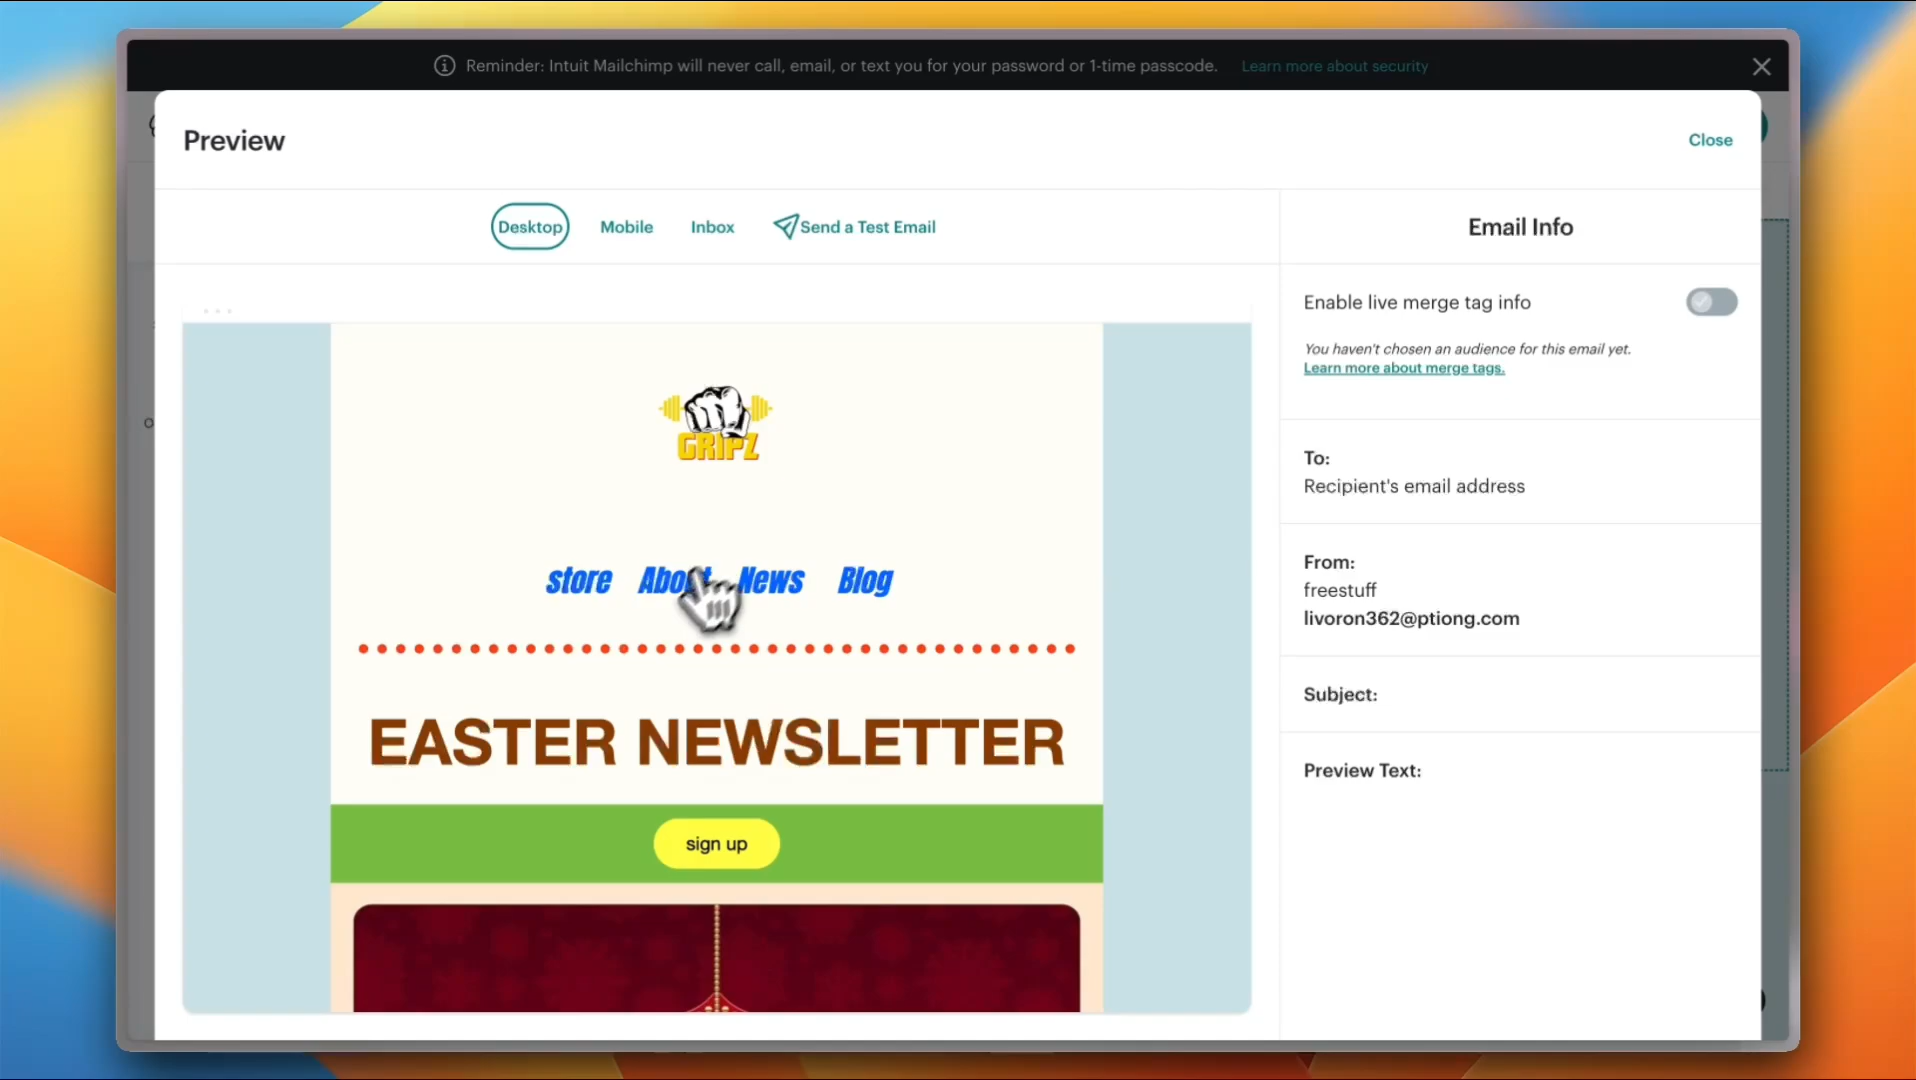 Reminder: Intuit Mailchimp will never call, email, or text you for your password or 1-time passcode. Learn more about security
Preview
Close
Desktop Mobile Inbox Send a Test Email
Email Info
Enable live merge tag info
You haven't chosen an audience for this email yet.
Learn more about merge tags.
GRIPZ
To:
Recipient's email address
From:
freestuff
livoron362@ptiong.com
store About News Blog
Subject:
EASTER NEWSLETTER
Preview Text:
sign up